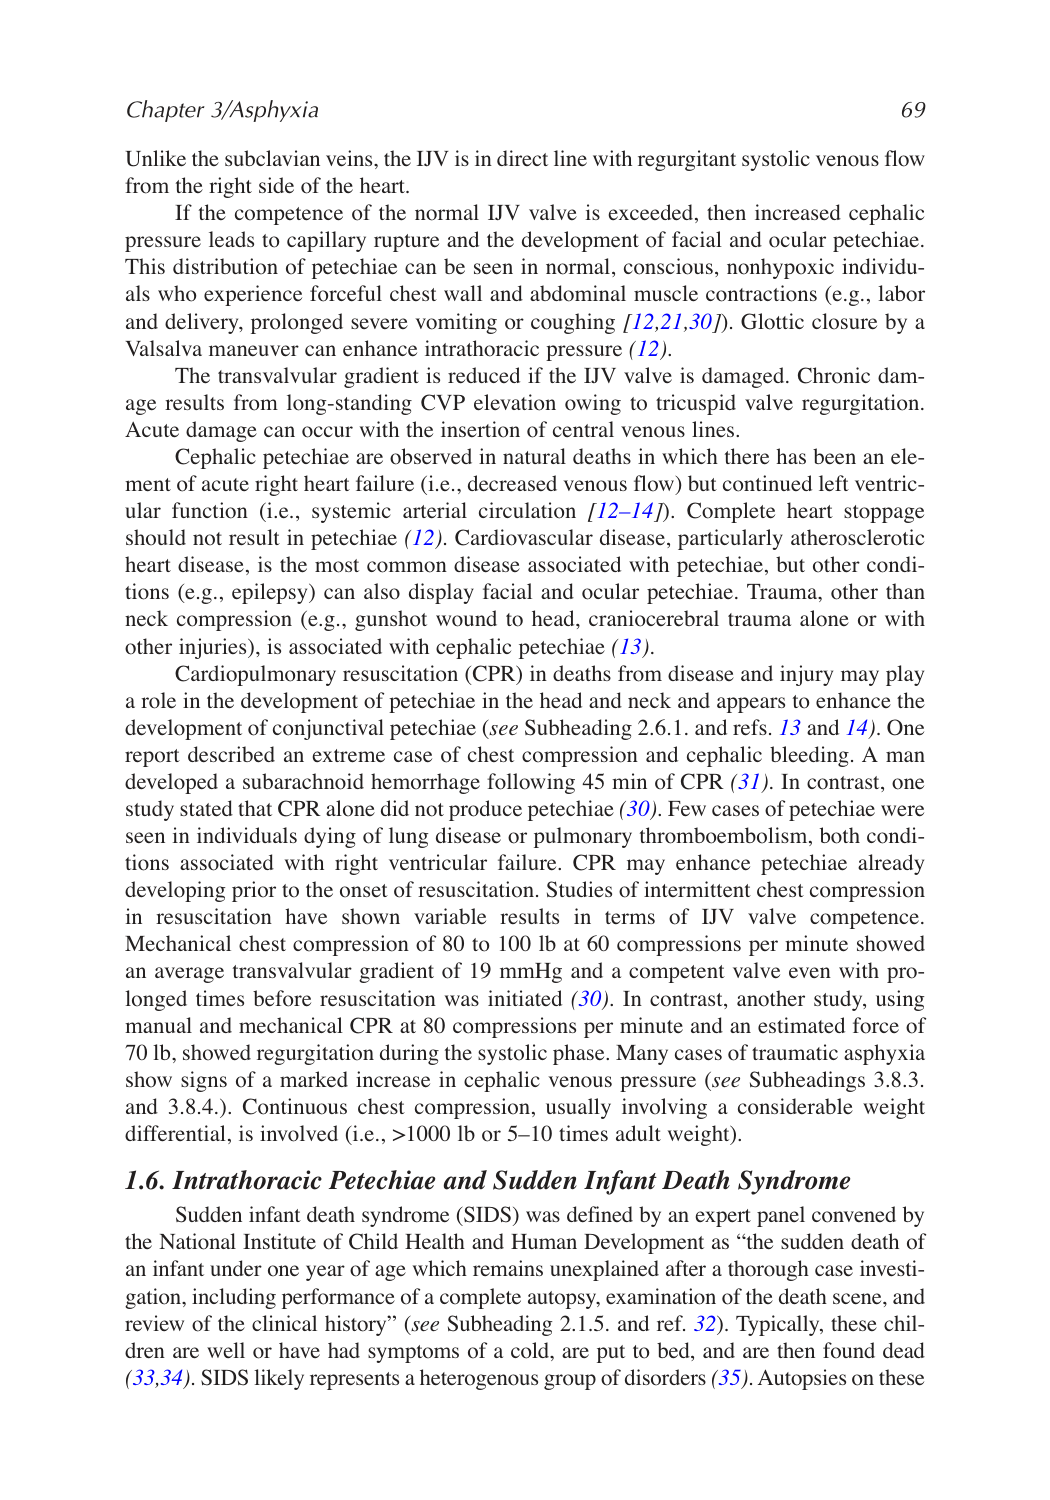 Chapter 3/Asphyxia 69
Unlike the subclavian veins, the IJV is in direct line with regurgitant systolic venous flow
from the right side of the heart.
If the competence of the normal IJV valve is exceeded, then increased cephalic
pressure leads to capillary rupture and the development of facial and ocular petechiae.
This distribution of petechiae can be seen in normal, conscious, nonhypoxic individu-
als who experience forceful chest wall and abdominal muscle contractions (e.g., labor
and delivery, prolonged severe vomiting or coughing [12,21,30]). Glottic closure by a
Valsalva maneuver can enhance intrathoracic pressure (12).
The transvalvular gradient is reduced if the IJV valve is damaged. Chronic dam-
age results from long-standing CVP elevation owing to tricuspid valve regurgitation.
Acute damage can occur with the insertion of central venous lines.
Cephalic petechiae are observed in natural deaths in which there has been an ele-
ment of acute right heart failure (i.e., decreased venous flow) but continued left ventric-
ular function (i.e., systemic arterial circulation [12–14]). Complete heart stoppage
should not result in petechiae (12). Cardiovascular disease, particularly atherosclerotic
heart disease, is the most common disease associated with petechiae, but other condi-
tions (e.g., epilepsy) can also display facial and ocular petechiae. Trauma, other than
neck compression (e.g., gunshot wound to head, craniocerebral trauma alone or with
other injuries), is associated with cephalic petechiae (13).
Cardiopulmonary resuscitation (CPR) in deaths from disease and injury may play
a role in the development of petechiae in the head and neck and appears to enhance the
development of conjunctival petechiae (see Subheading 2.6.1. and refs. 13 and 14). One
report described an extreme case of chest compression and cephalic bleeding. A man
developed a subarachnoid hemorrhage following 45 min of CPR (31). In contrast, one
study stated that CPR alone did not produce petechiae (30). Few cases of petechiae were
seen in individuals dying of lung disease or pulmonary thromboembolism, both condi-
tions associated with right ventricular failure. CPR may enhance petechiae already
developing prior to the onset of resuscitation. Studies of intermittent chest compression
in resuscitation have shown variable results in terms of IJV valve competence.
Mechanical chest compression of 80 to 100 lb at 60 compressions per minute showed
an average transvalvular gradient of 19 mmHg and a competent valve even with pro-
longed times before resuscitation was initiated (30). In contrast, another study, using
manual and mechanical CPR at 80 compressions per minute and an estimated force of
70 lb, showed regurgitation during the systolic phase. Many cases of traumatic asphyxia
show signs of a marked increase in cephalic venous pressure (see Subheadings 3.8.3.
and 3.8.4.). Continuous chest compression, usually involving a considerable weight
differential, is involved (i.e., >1000 lb or 5–10 times adult weight).
1.6. Intrathoracic Petechiae and Sudden Infant Death Syndrome
Sudden infant death syndrome (SIDS) was defined by an expert panel convened by
the National Institute of Child Health and Human Development as “the sudden death of
an infant under one year of age which remains unexplained after a thorough case investi-
gation, including performance of a complete autopsy, examination of the death scene, and
review of the clinical history” (see Subheading 2.1.5. and ref. 32). Typically, these chil-
dren are well or have had symptoms of a cold, are put to bed, and are then found dead
(33,34). SIDS likely represents a heterogenous group of disorders (35). Autopsies on these